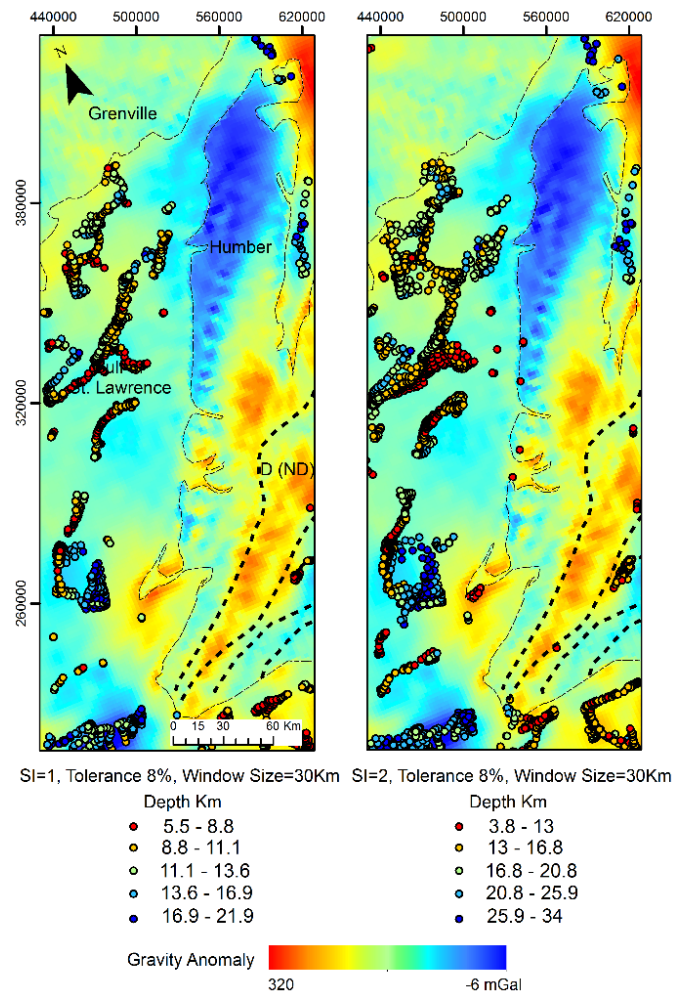 440000 500000 560000 620000 440000 500000 560000 620000
N
Grenville
380000
Humber
St. Lawrence
320000
D (ND)
260000
0 15 30 60 Km
SI=1, Tolerance 8%, Window Size=30Km SI=2, Tolerance 8%, Window Size=30Km
Depth Km Depth Km
5.5 - 8.8 3.8 - 13
8.8 - 11.1 13 - 16.8
11.1 - 13.6 16.8 - 20.8
13.6 - 16.9 20.8 - 25.9
16.9 - 21.9 25.9 - 34
Gravity Anomaly
320 -6 mGal